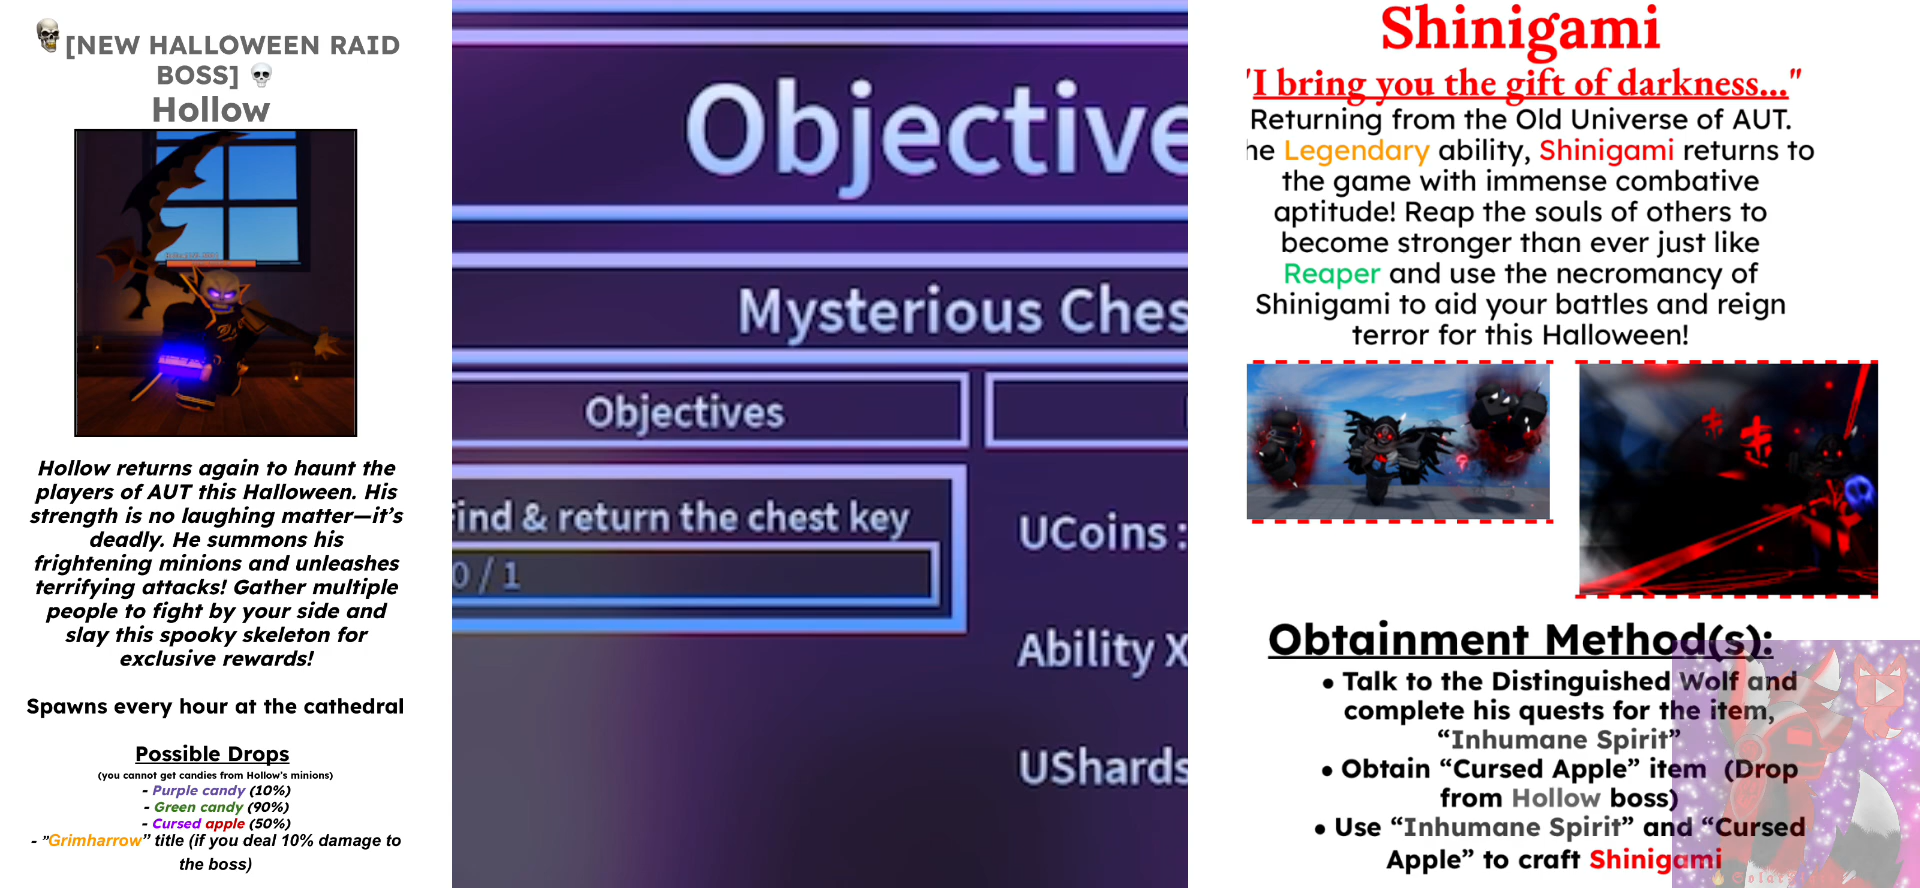 [NEW HALLOWEEN RAID
BOSS]
Hollow
Hollow returns again to haunt the
players of AUT this Halloween. His
strength is no laughing matter—it’s
deadly. He summons his
frightening minions and unleashes
terrifying attacks! Gather multiple
people to fight by your side and
slay this spooky skeleton for
exclusive rewards!
Spawns every hour at the cathedral
Possible Drops
(you cannot get candies from Hollow's minions)
- Purple candy (10%)
- Green candy (90%)
- Cursed apple (50%)
- "Grimharrow" title (if you deal 10% damage to
the boss)
Objective
Mysterious Ches
Objectives
ind & return the chest key
0 / 1
UCoins :
Ability X
UShards
Shinigami
"I bring you the gift of darkness..."
Returning from the Old Universe of AUT.
he Legendary ability, Shinigami returns to
the game with immense combative
aptitude! Reap the souls of others to
become stronger than ever just like
Reaper and use the necromancy of
Shinigami to aid your battles and reign
terror for this Halloween!
Obtainment Method(s):
• Talk to the Distinguished Wolf and
complete his quests for the item,
“Inhumane Spirit”
• Obtain “Cursed Apple” item (Drop
from Hollow boss)
• Use “Inhumane Spirit” and “Cursed
Apple” to craft Shinigami